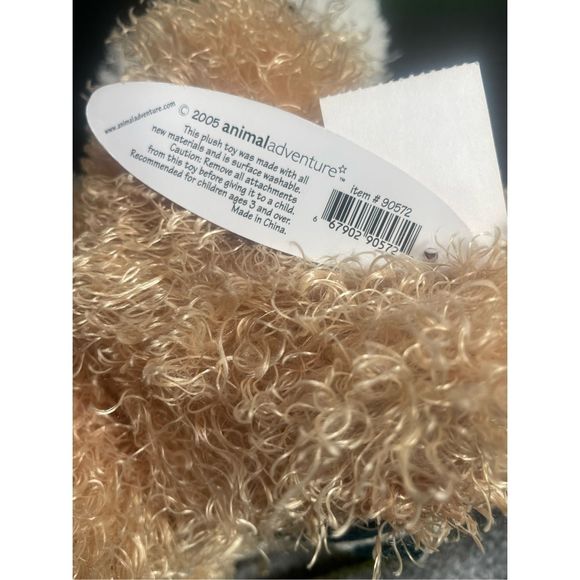 www.animaladventure.com
© 2005 animaladventure☆™
This plush toy was made with all
new materials and is surface washable.
Caution: Remove all attachments
from this toy before giving it to a child.
Recommended for children ages 3 and over.
Made in China.
item # 90572
6 67902 90572